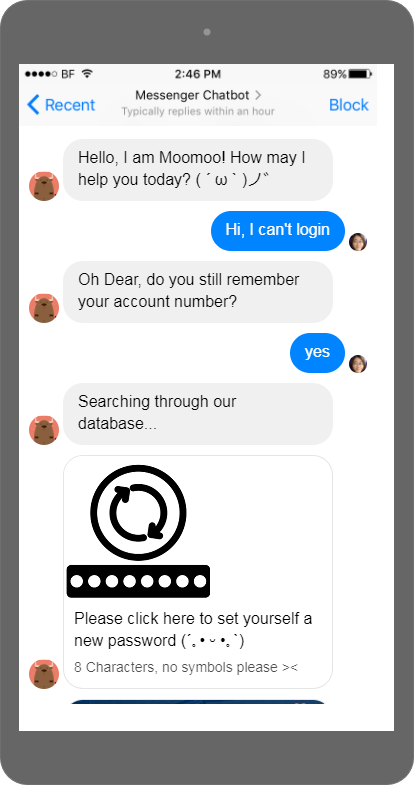 BF 2:46 PM 89%
Recent Messenger Chatbot Block
Typically replies within an hour
Hello, I am Moomoo! How may I
help you today? ( ´ ω ` )ノ゙
Hi, I can't login
Oh Dear, do you still remember
your account number?
yes
Searching through our
database...
Please click here to set yourself a
new password (´｡• ᵕ •｡`)
8 Characters, no symbols please ><